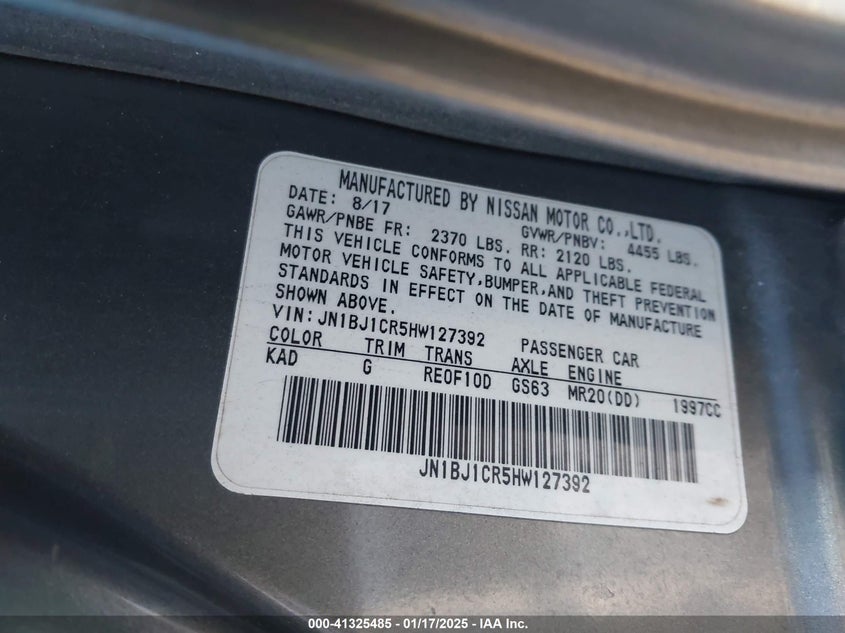 MANUFACTURED BY NISSAN MOTOR CO.,LTD.
DATE: 8/17 GVWR/PNBV: 4455 LBS.
GAWR/PNBE FR: 2370 LBS. RR: 2120 LBS.
THIS VEHICLE CONFORMS TO ALL APPLICABLE FEDERAL
MOTOR VEHICLE SAFETY,BUMPER,AND THEFT PREVENTION
STANDARDS IN EFFECT ON THE DATE OF MANUFACTURE
SHOWN ABOVE.
VIN:JN1BJ1CR5HW127392 PASSENGER CAR
COLOR TRIM TRANS AXLE ENGINE
KAD G RE0F10D GS63 MR20(DD) 1997CC
JN1BJ1CR5HW127392
000-41325485 - 01/17/2025 - IAA Inc.